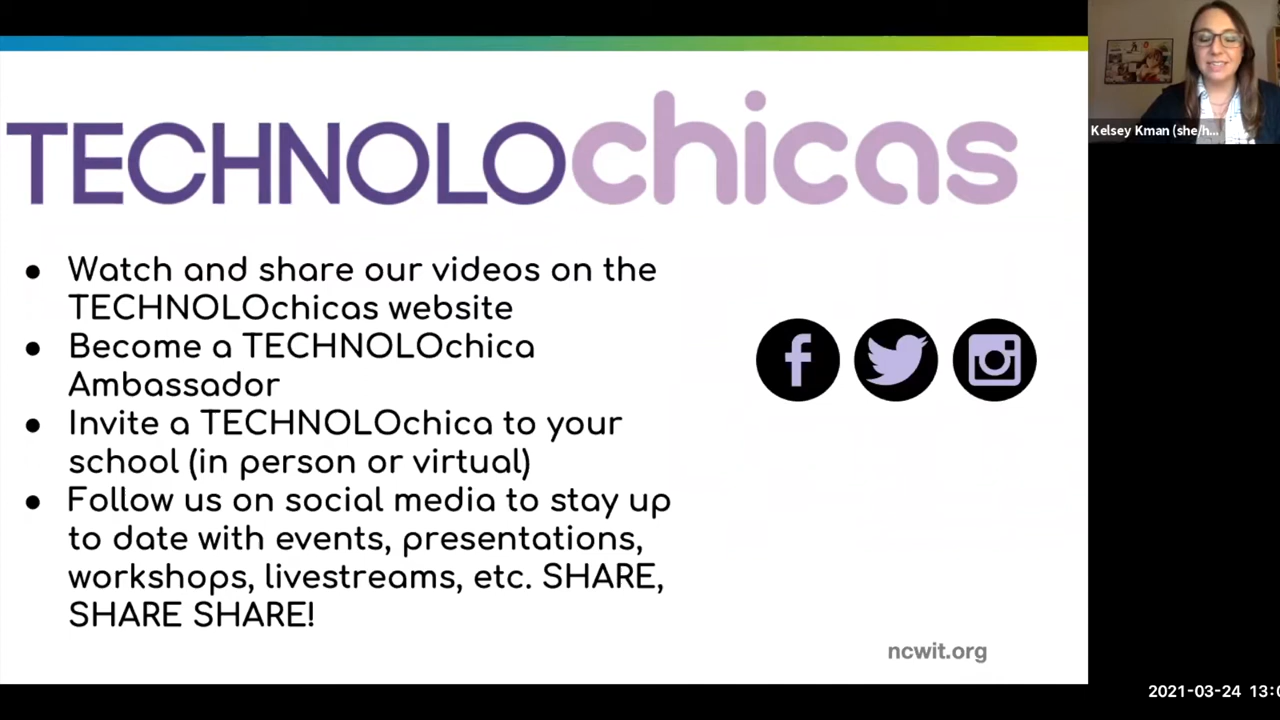 TECHNOLOchicas
● Watch and share our videos on the
TECHNOLOchicas website
● Become a TECHNOLOchica
Ambassador
● Invite a TECHNOLOchica to your
school (in person or virtual)
● Follow us on social media to stay up
to date with events, presentations,
workshops, livestreams, etc. SHARE,
SHARE SHARE!
ncwit.org
Kelsey Kman (she/h...
2021-03-24 13:0